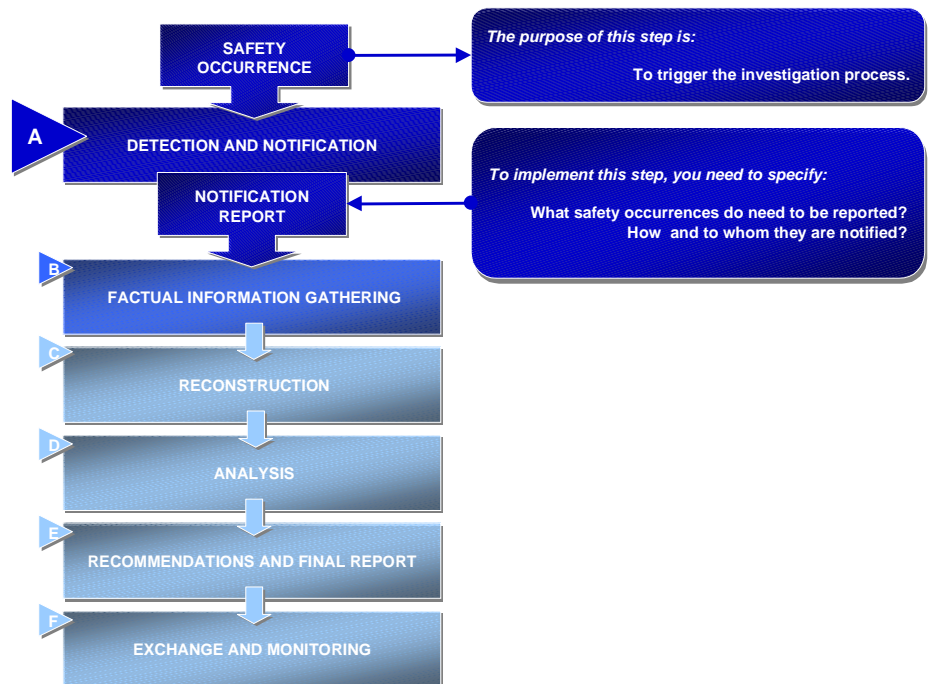 SAFETY
OCCURRENCE
The purpose of this step is:
To trigger the investigation process.
A
DETECTION AND NOTIFICATION
NOTIFICATION
REPORT
To implement this step, you need to specify:
What safety occurrences do need to be reported?
How and to whom they are notified?
B
FACTUAL INFORMATION GATHERING
C
RECONSTRUCTION
D
ANALYSIS
E
RECOMMENDATIONS AND FINAL REPORT
F
EXCHANGE AND MONITORING